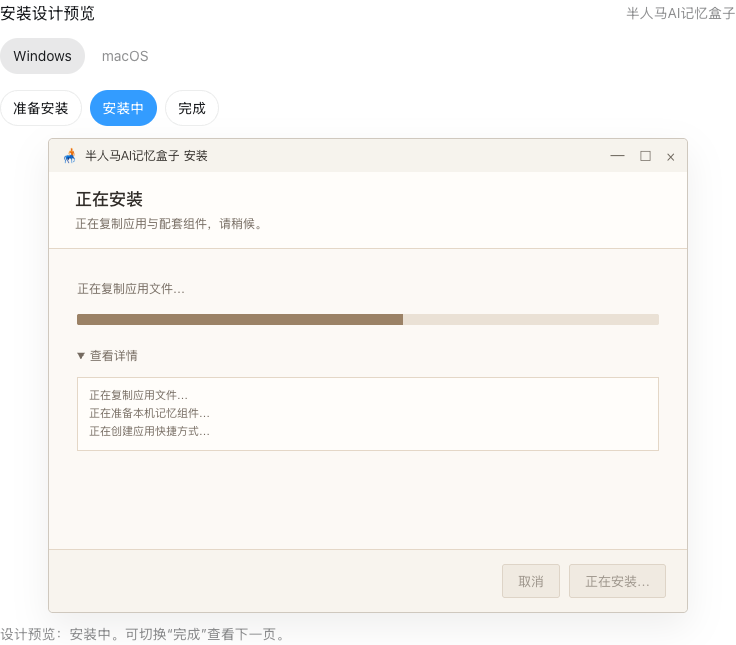 安装设计预览
半人马AI记忆盒子
Windows
macOS
准备安装
安装中
完成
半人马AI记忆盒子 安装
正在安装
正在复制应用与配套组件，请稍候。
正在复制应用文件...
▼ 查看详情
正在复制应用文件...
正在准备本机记忆组件...
正在创建应用快捷方式...
取消
正在安装...
设计预览：安装中。可切换“完成”查看下一页。